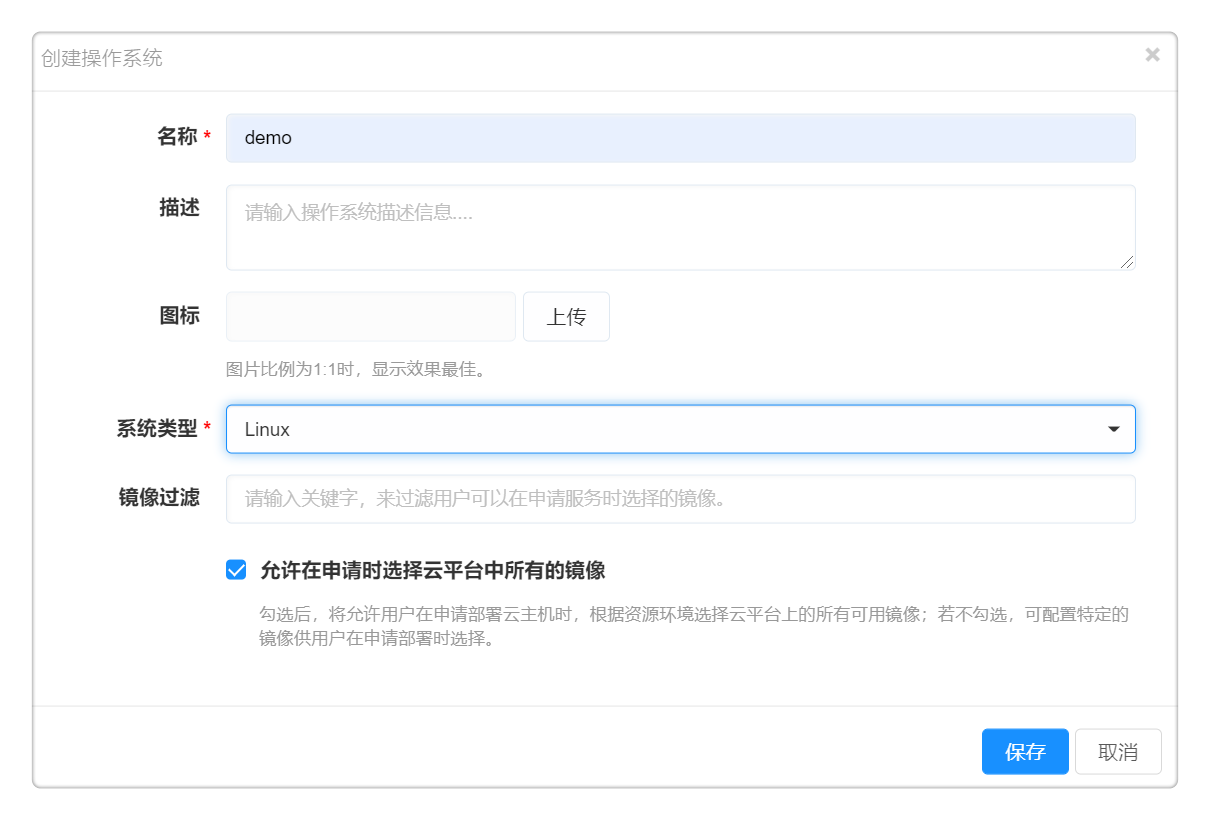 创建操作系统
名称 * demo
描述 请输入操作系统描述信息....
图标 上传
图片比例为1:1时，显示效果最佳。
系统类型 * Linux
镜像过滤 请输入关键字，来过滤用户可以在申请服务时选择的镜像。
允许在申请时选择云平台中所有的镜像
勾选后，将允许用户在申请部署云主机时，根据资源环境选择云平台上的所有可用镜像；若不勾选，可配置特定的
镜像供用户在申请部署时选择。
保存 取消